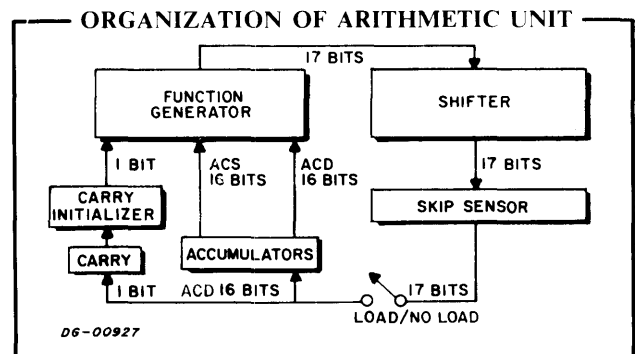 ORGANIZATION OF ARITHMETIC UNIT
17 BITS
FUNCTION
GENERATOR
SHIFTER
1 BIT
ACS
16 BITS
ACD
16 BITS
17 BITS
CARRY
INITIALIZER
SKIP SENSOR
CARRY
ACCUMULATORS
1 BIT
ACD 16 BITS
17 BITS
LOAD/NO LOAD
DG-00927